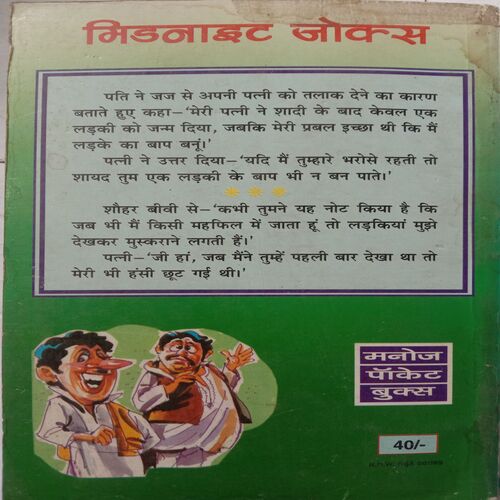 मिडनाइट जोक्स
पति ने जज से अपनी पत्नी को तलाक देने का कारण
बताते हुए कहा—‘मेरी पत्नी ने शादी के बाद केवल एक
लड़की को जन्म दिया, जबकि मेरी प्रबल इच्छा थी कि मैं
लड़के का बाप बनूं।’
पत्नी ने उत्तर दिया—‘यदि मैं तुम्हारे भरोसे रहती तो
शायद तुम एक लड़की के बाप भी न बन पाते।’
★ ★ ★
शौहर बीवी से—‘कभी तुमने यह नोट किया है कि
जब भी मैं किसी महफिल में जाता हूं तो लड़कियां मुझे
देखकर मुस्कराने लगती हैं।’
पत्नी—‘जी हां, जब मैंने तुम्हें पहली बार देखा था तो
मेरी भी हंसी छूट गई थी।’
मनोज
पॉकेट
बुक्स
40/-